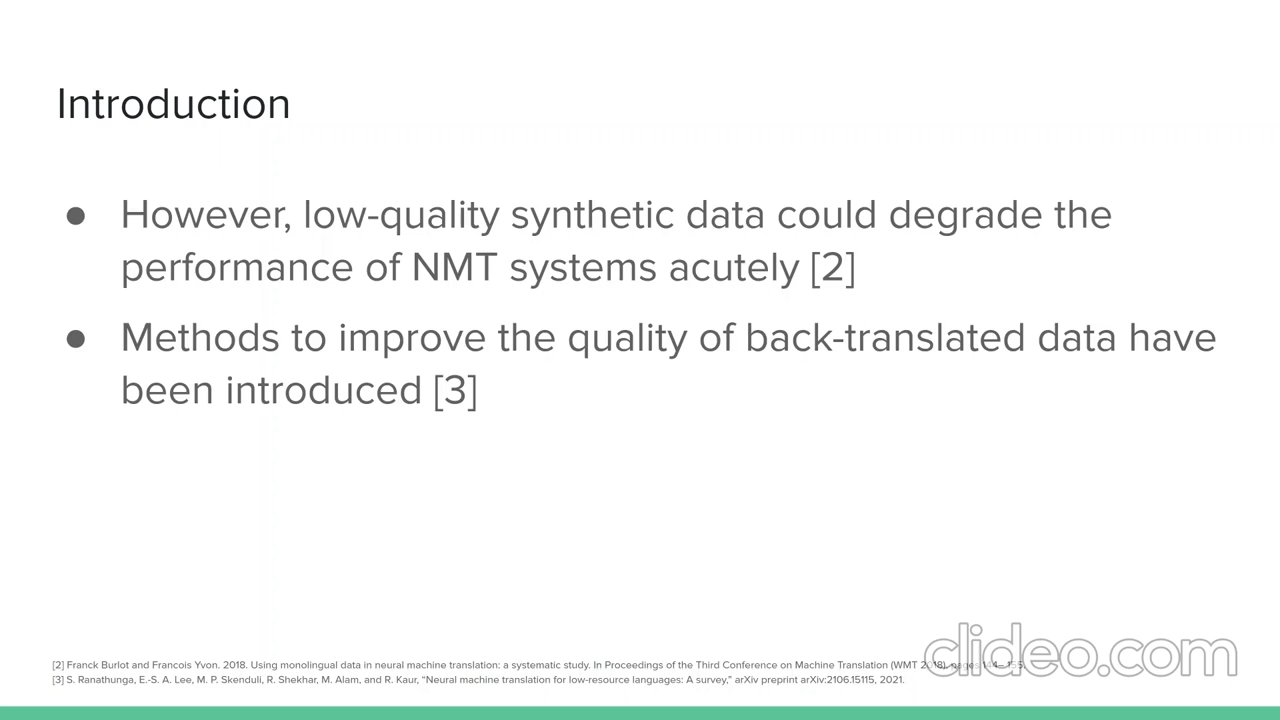 Introduction
● However, low-quality synthetic data could degrade the
performance of NMT systems acutely [2]
● Methods to improve the quality of back-translated data have
been introduced [3]
[2] Franck Burlot and Francois Yvon. 2018. Using monolingual data in neural machine translation: a systematic study. In Proceedings of the Third Conference on Machine Translation (WMT 2018), pages 144– 155.
[3] S. Ranathunga, E.-S. A. Lee, M. P. Skenduli, R. Shekhar, M. Alam, and R. Kaur, “Neural machine translation for low-resource languages: A survey,” arXiv preprint arXiv:2106.15115, 2021.
clideo.com